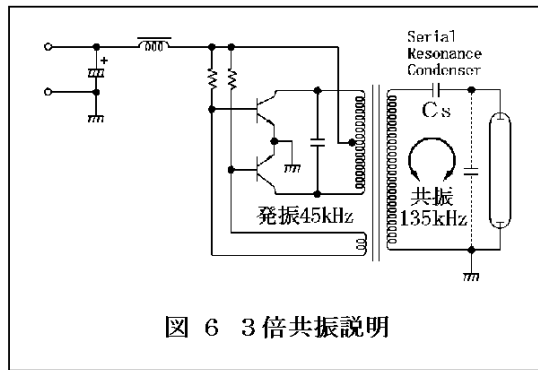 Serial
Resonance
Condenser
Cs
+
発振45kHz
共振
135kHz
図 6 3倍共振説明